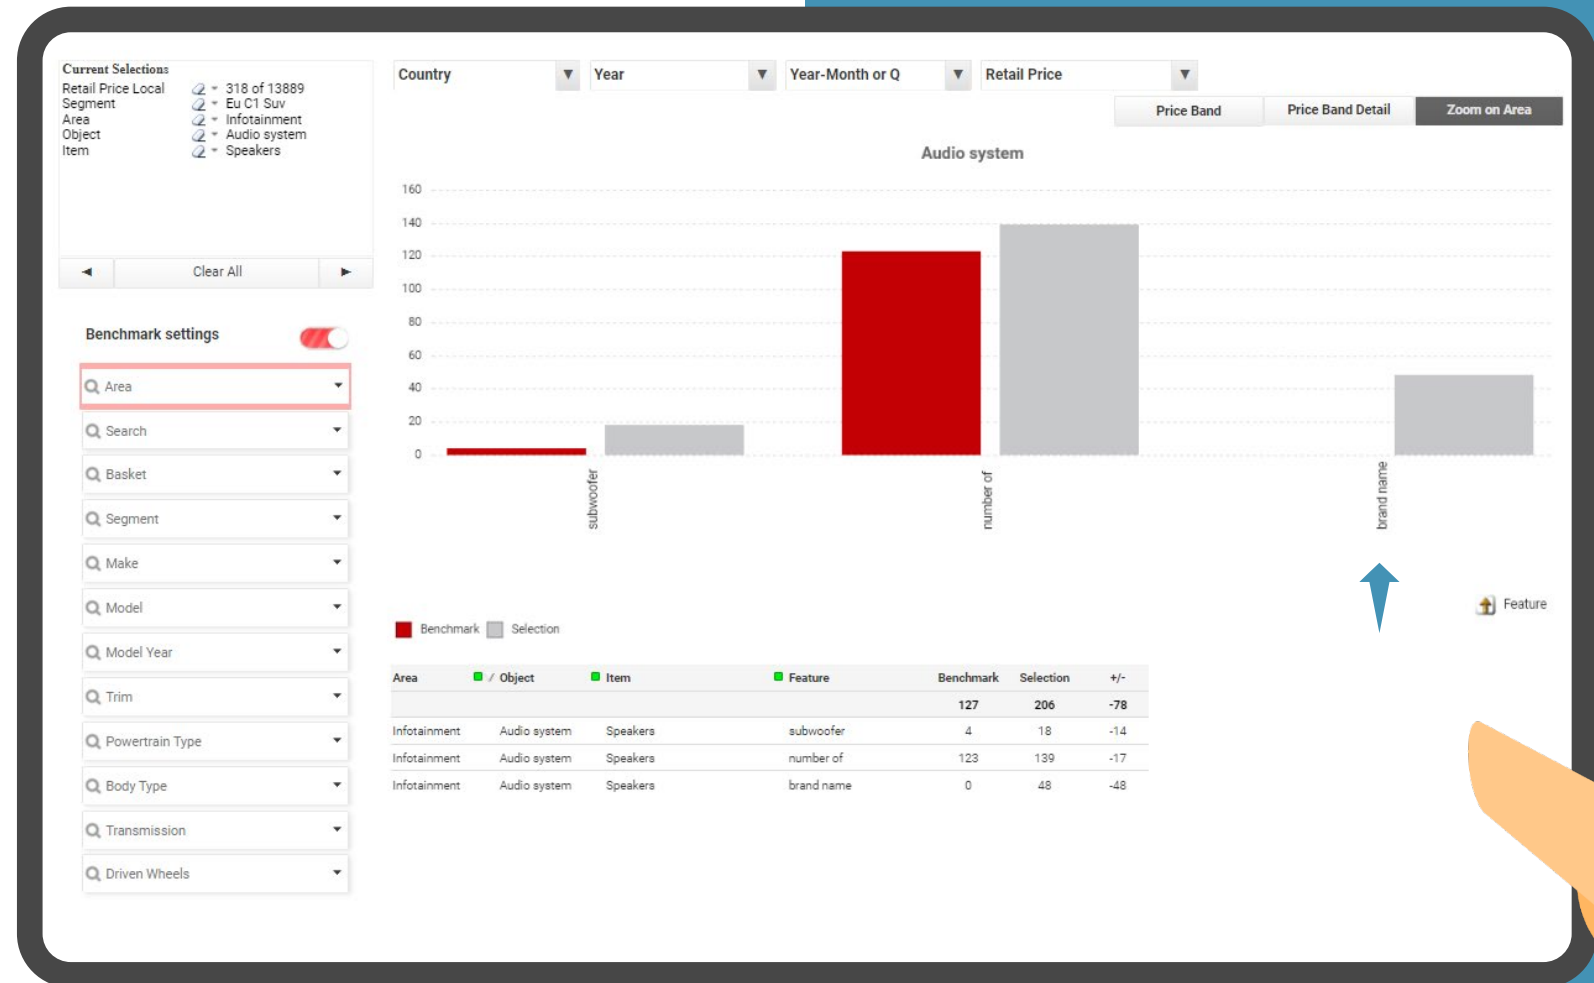 Current Selections
Retail Price Local 318 of 13889
Segment Eu C1 Suv
Area Infotainment
Object Audio system
Item Speakers
Clear All
Country Year Year-Month or Q Retail Price
Price Band Price Band Detail Zoom on Area
Benchmark settings
Area
Search
Basket
Segment
Make
Model
Model Year
Trim
Powertrain Type
Body Type
Transmission
Driven Wheels
Audio system
160
140
120
100
80
60
40
20
0
subwoofer
number of
brand name
Feature
Benchmark Selection
Area / Object Item Feature Benchmark Selection +/-
127 206 -78
Infotainment Audio system Speakers subwoofer 4 18 -14
Infotainment Audio system Speakers number of 123 139 -17
Infotainment Audio system Speakers brand name 0 48 -48